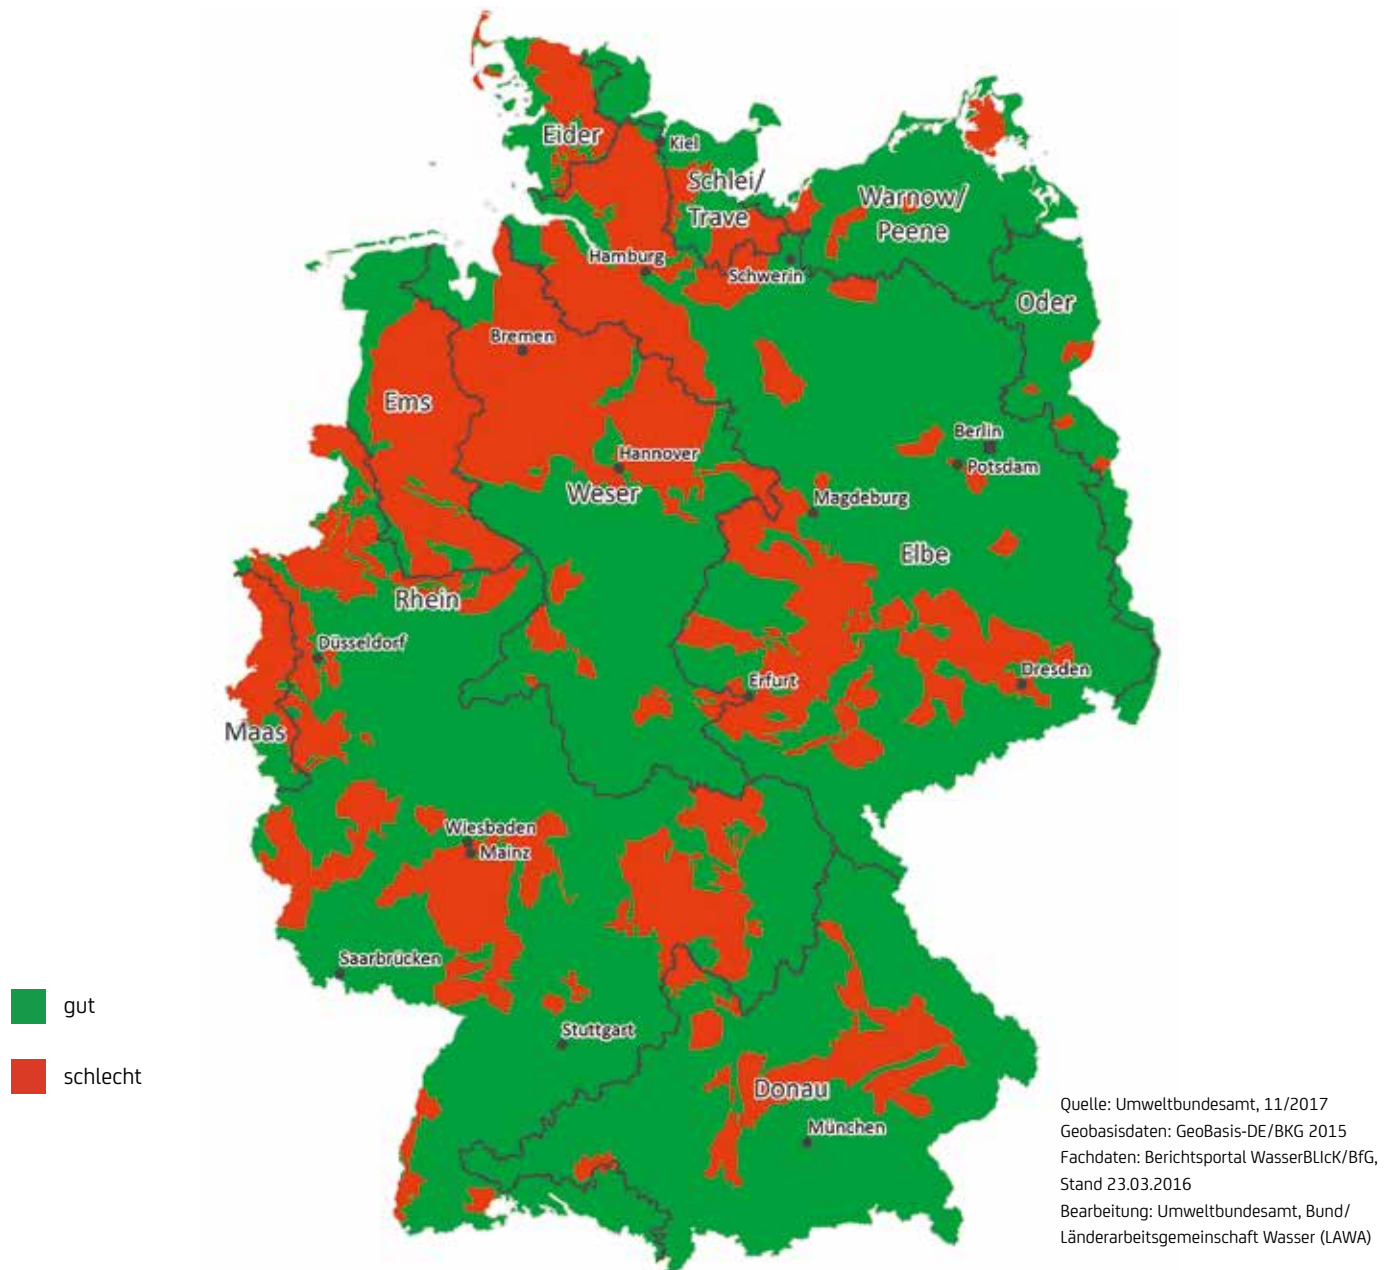 Eider
Kiel
Schlei/
Trave
Warnow/
Peene
Hamburg
Schwerin
Oder
Bremen
Ems
Berlin
Hannover
Potsdam
Weser
Magdeburg
Elbe
Rhein
Düsseldorf
Dresden
Erfurt
Maas
Wiesbaden
Mainz
Saarbrücken
gut
Stuttgart
schlecht
Donau
München
Quelle: Umweltbundesamt, 11/2017
Geobasisdaten: GeoBasis-DE/BKG 2015
Fachdaten: Berichtsportal WasserBLIcK/BfG,
Stand 23.03.2016
Bearbeitung: Umweltbundesamt, Bund/
Länderarbeitsgemeinschaft Wasser (LAWA)